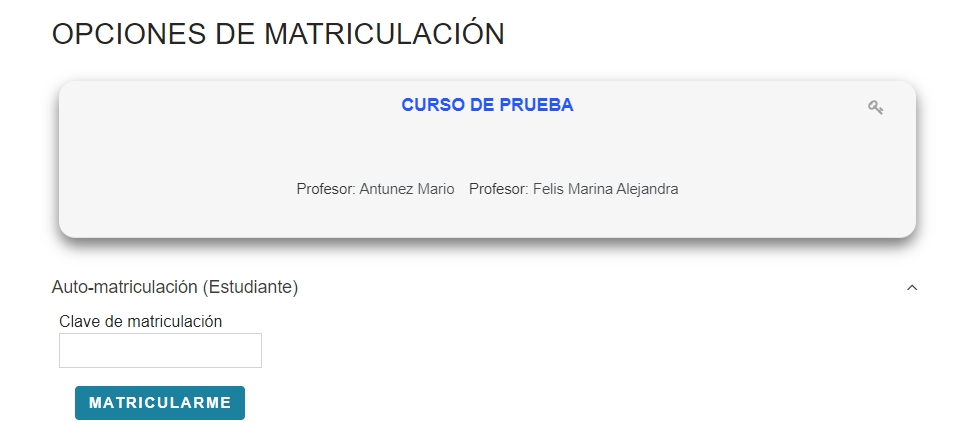 OPCIONES DE MATRICULACIÓN
CURSO DE PRUEBA
Profesor: Antunez Mario Profesor: Felis Marina Alejandra
Auto-matriculación (Estudiante)
Clave de matriculación
MATRICULARME